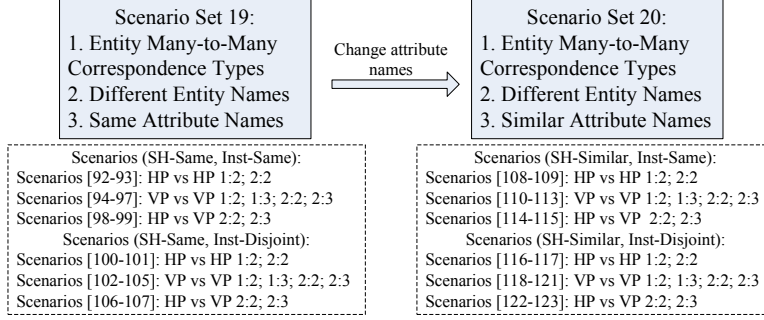 Scenario Set 19:
1. Entity Many-to-Many
Correspondence Types
2. Different Entity Names
3. Same Attribute Names
Change attribute
names
Scenario Set 20:
1. Entity Many-to-Many
Correspondence Types
2. Different Entity Names
3. Similar Attribute Names
Scenarios (SH-Same, Inst-Same):
Scenarios [92-93]: HP vs HP 1:2; 2:2
Scenarios [94-97]: VP vs VP 1:2; 1:3; 2:2; 2:3
Scenarios [98-99]: HP vs VP 2:2; 2:3
Scenarios (SH-Same, Inst-Disjoint):
Scenarios [100-101]: HP vs HP 1:2; 2:2
Scenarios [102-105]: VP vs VP 1:2; 1:3; 2:2; 2:3
Scenarios [106-107]: HP vs VP 2:2; 2:3
Scenarios (SH-Similar, Inst-Same):
Scenarios [108-109]: HP vs HP 1:2; 2:2
Scenarios [110-113]: VP vs VP 1:2; 1:3; 2:2; 2:3
Scenarios [114-115]: HP vs VP 2:2; 2:3
Scenarios (SH-Similar, Inst-Disjoint):
Scenarios [116-117]: HP vs HP 1:2; 2:2
Scenarios [118-121]: VP vs VP 1:2; 1:3; 2:2; 2:3
Scenarios [122-123]: HP vs VP 2:2; 2:3